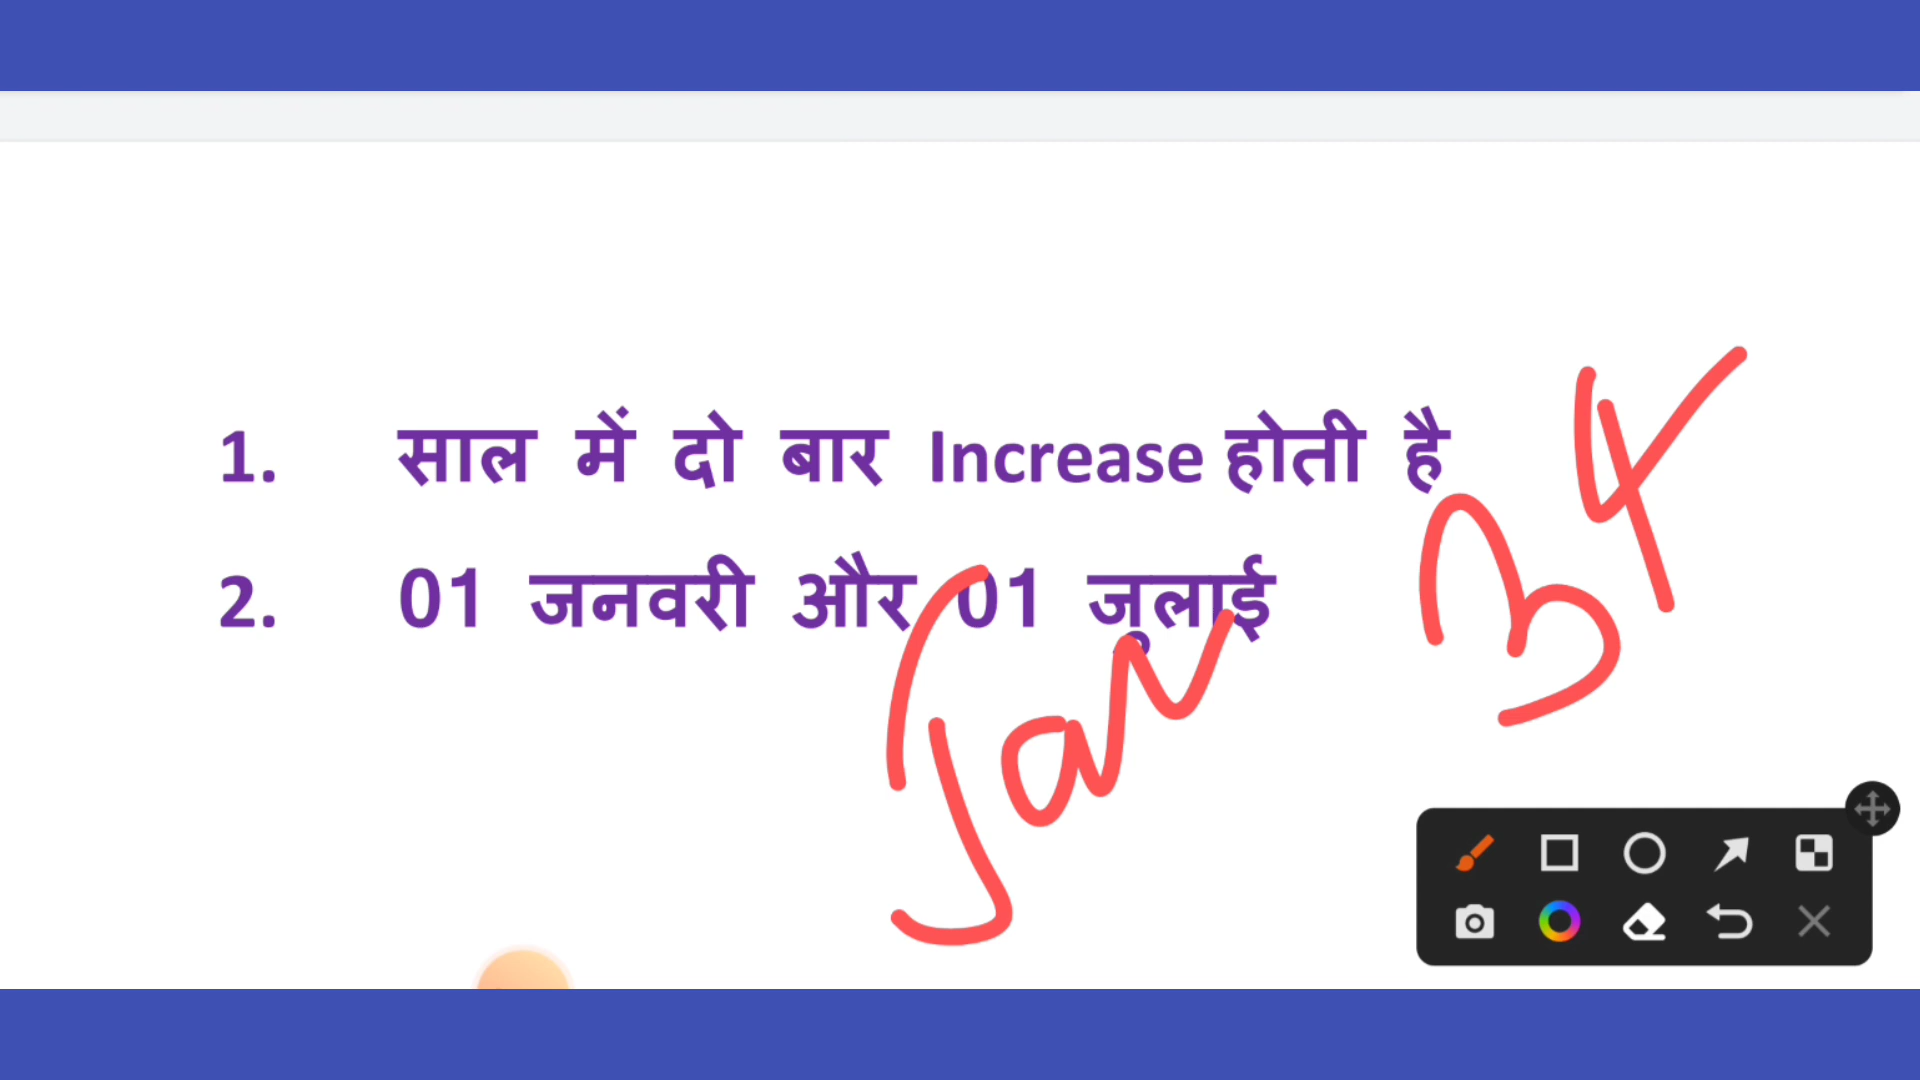 1. साल में दो बार Increase होती है
2. 01 जनवरी और 01 जुलाई
Jan
34